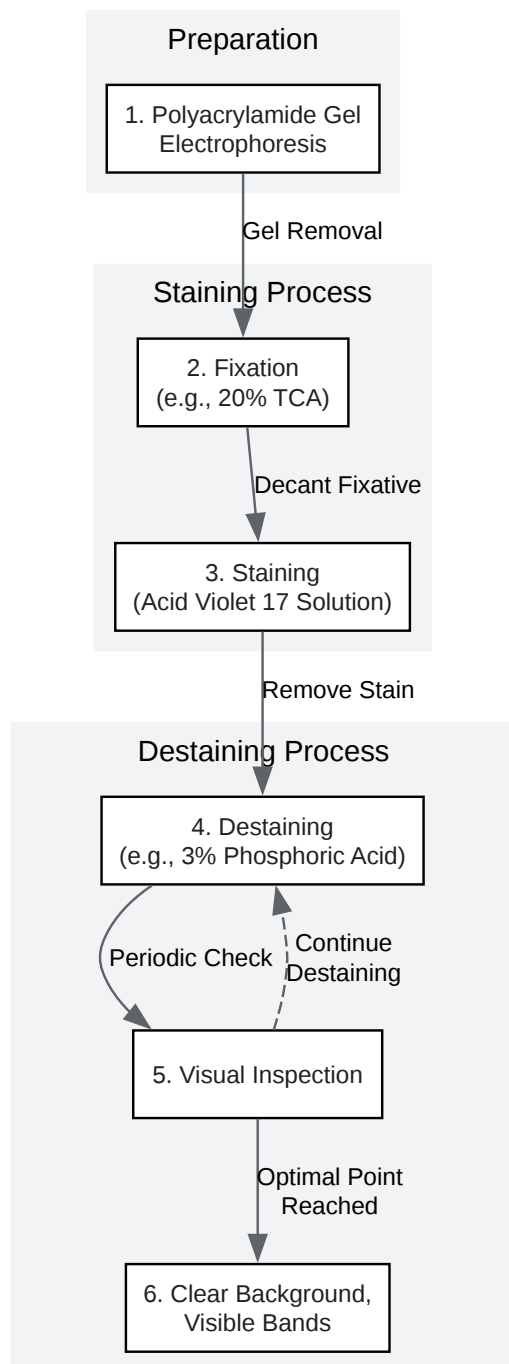 Preparation
1. Polyacrylamide Gel
Electrophoresis
Gel Removal
Staining Process
2. Fixation
(e.g., 20% TCA)
Decant Fixative
3. Staining
(Acid Violet 17 Solution)
Remove Stain
Destaining Process
4. Destaining
(e.g., 3% Phosphoric Acid)
Periodic Check
Continue
Destaining
5. Visual Inspection
Optimal Point
Reached
6. Clear Background,
Visible Bands